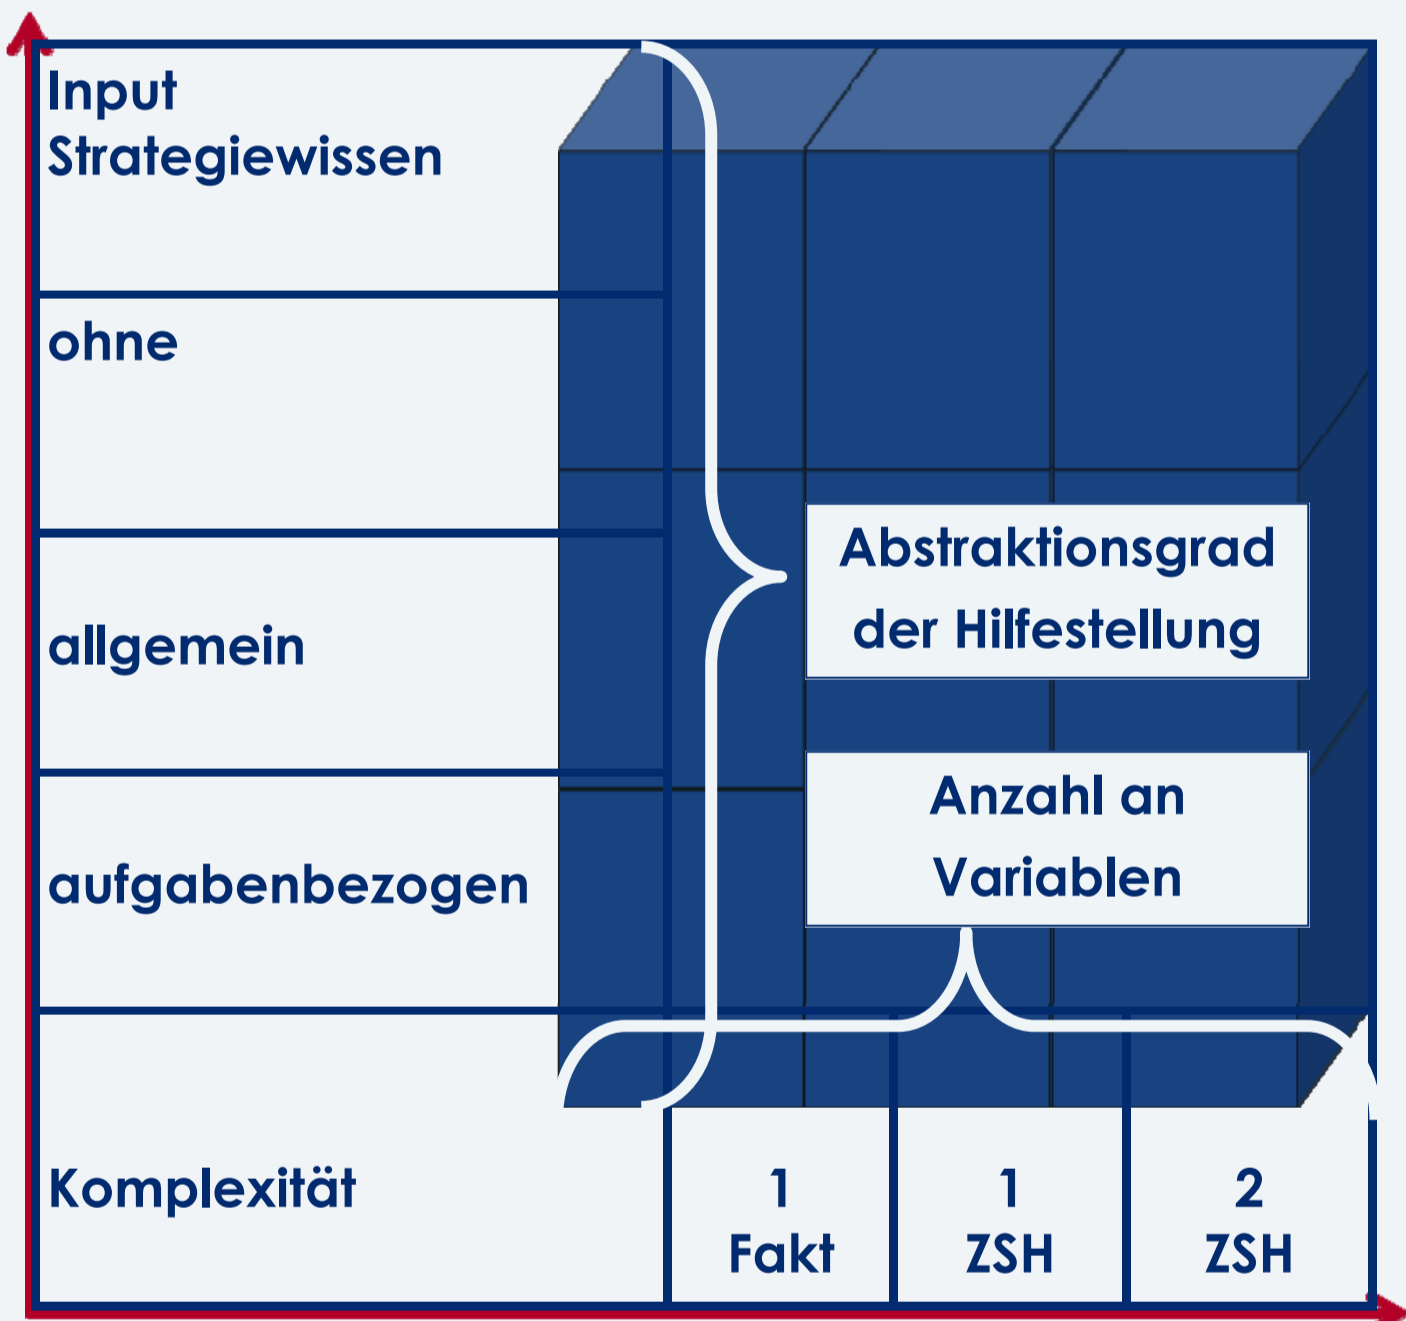 Input
Strategiewissen
ohne
allgemein
aufgabenbezogen
Abstraktionsgrad
der Hilfestellung
Anzahl an
Variablen
Komplexität
1
Fakt
1
ZSH
2
ZSH